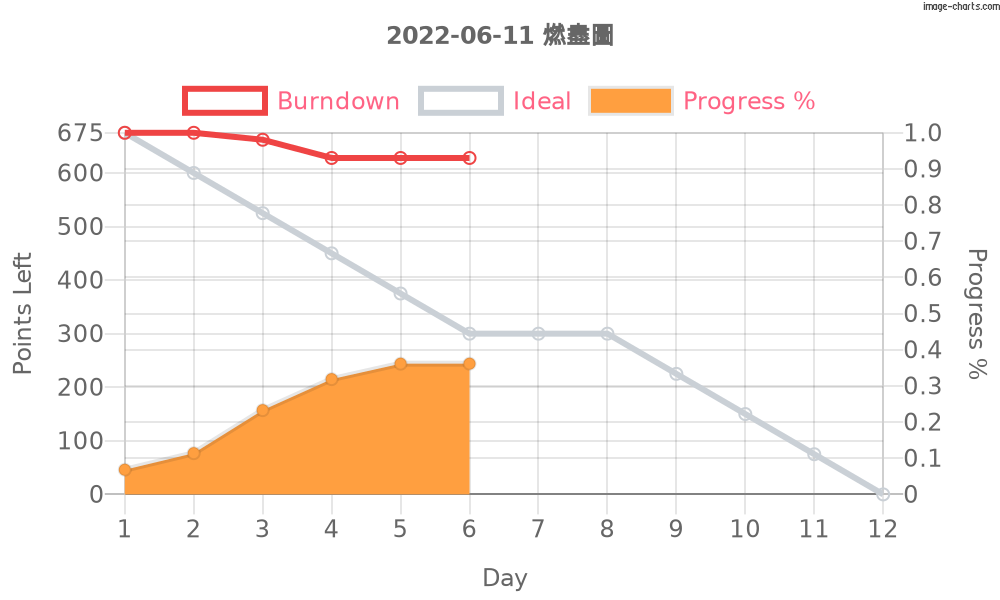 image-charts.com
2022-06-11 燃盡圖
Burndown Ideal Progress %
675 1.0
600 0.9
0.8
500 0.7
400 0.6
0.5
300 0.4
200 0.3
0.2
100 0.1
0 0
Points Left
Progress %
1 2 3 4 5 6 7 8 9 10 11 12
Day